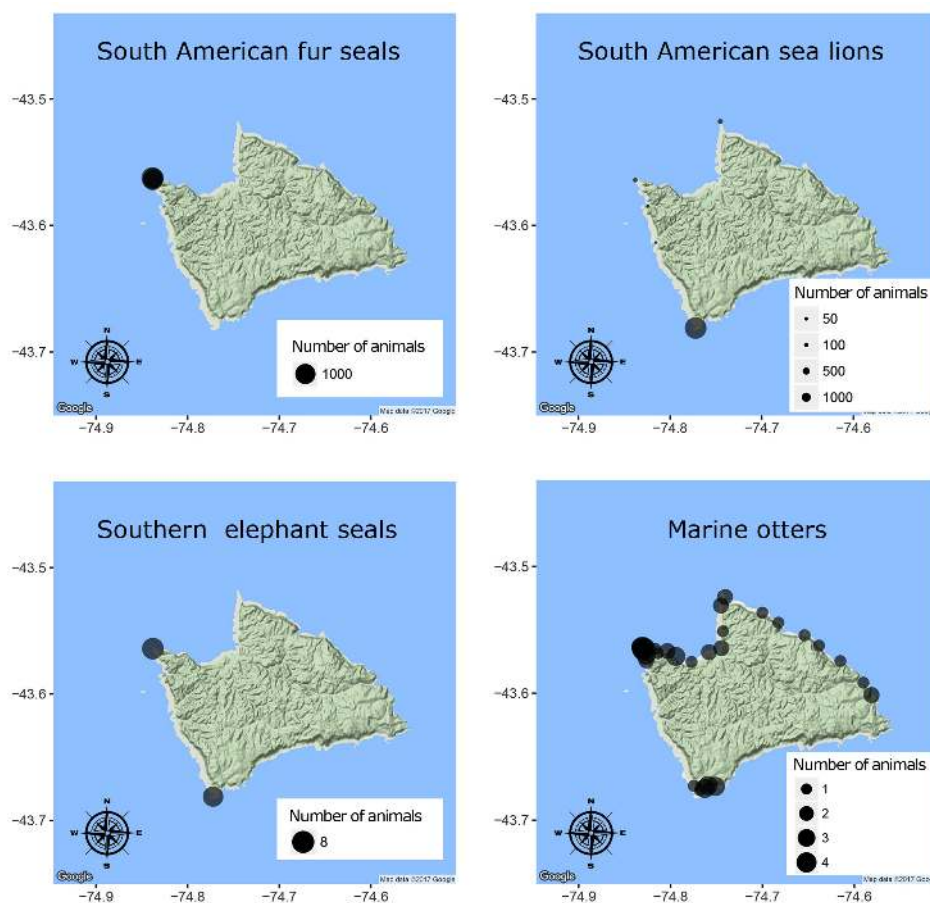 South American fur seals
−43.5
−43.6
−43.7
N
W E
S
Number of animals
1000
Google
Map data ©2017 Google
−74.9 −74.8 −74.7 −74.6
South American sea lions
−43.5
−43.6
−43.7
N
W E
S
Number of animals
50
100
500
1000
Google
−74.9 −74.8 −74.7 −74.6
Southern elephant seals
−43.5
−43.6
−43.7
N
W E
S
Number of animals
8
Google
Map data ©2017 Google
−74.9 −74.8 −74.7 −74.6
Marine otters
−43.5
−43.6
−43.7
N
W E
S
Number of animals
1
2
3
4
Google
Map data ©2017 Google
−74.9 −74.8 −74.7 −74.6